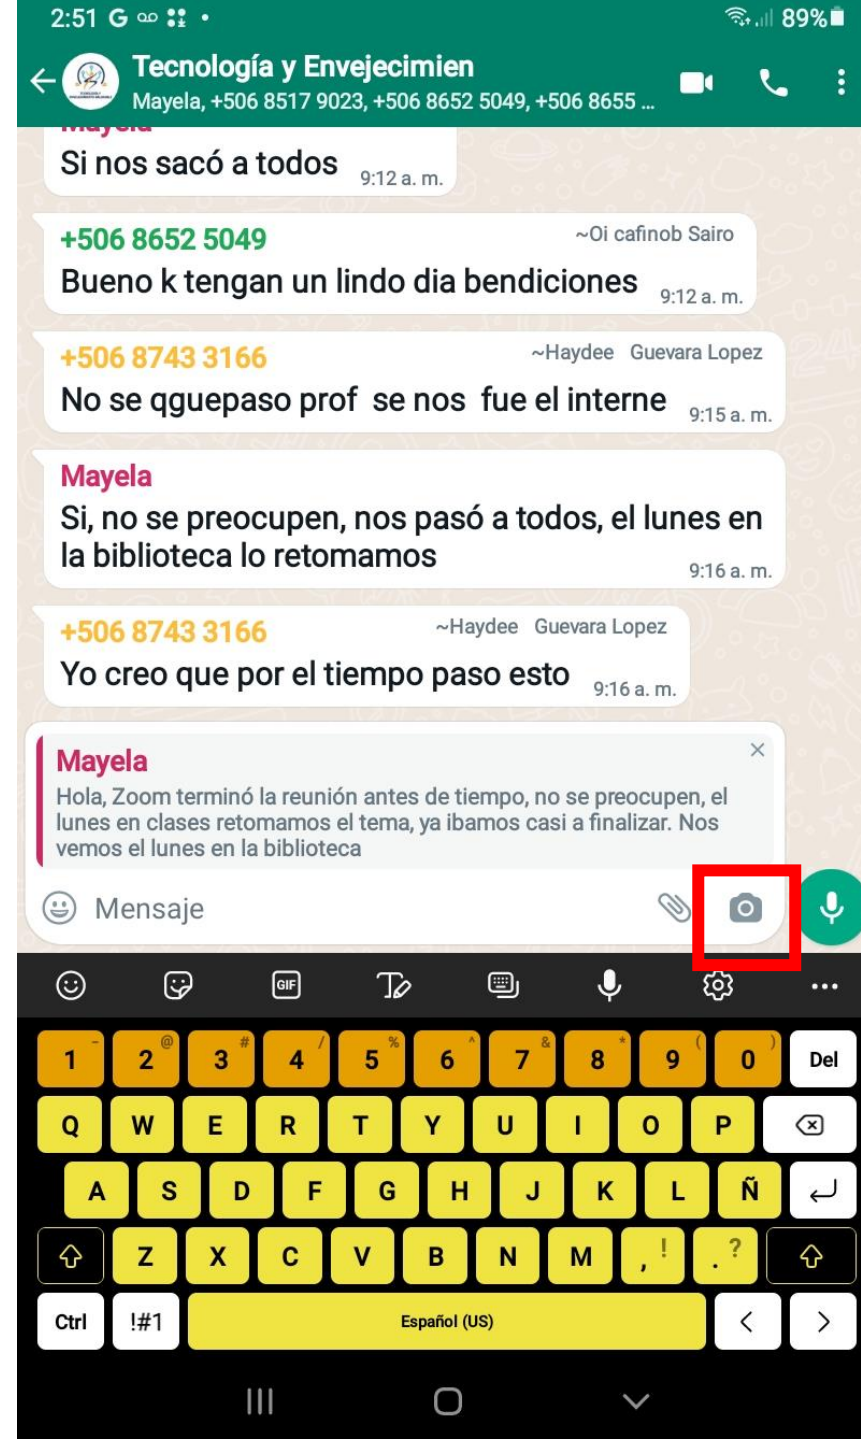 2:51 G 89%
Tecnología y Envejecimien
Mayela, +506 8517 9023, +506 8652 5049, +506 8655 ...
Mayela
Si nos sacó a todos 9:12 a. m.
+506 8652 5049 ~Oi cafinob Sairo
Bueno k tengan un lindo dia bendiciones 9:12 a. m.
+506 8743 3166 ~Haydee Guevara Lopez
No se qguepaso prof se nos fue el interne 9:15 a. m.
Mayela
Si, no se preocupen, nos pasó a todos, el lunes en
la biblioteca lo retomamos 9:16 a. m.
+506 8743 3166 ~Haydee Guevara Lopez
Yo creo que por el tiempo paso esto 9:16 a. m.
Mayela
Hola, Zoom terminó la reunión antes de tiempo, no se preocupen, el
lunes en clases retomamos el tema, ya ibamos casi a finalizar. Nos
vemos el lunes en la biblioteca
Mensaje
GIF T ...
1 - 2 @ 3 # 4 / 5 % 6 ^ 7 & 8 * 9 ( 0 ) Del
Q W E R T Y U I O P
A S D F G H J K L Ñ
Z X C V B N M , ! . ?
Ctrl !#1 Español (US) < >